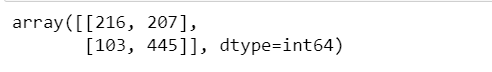 array([[216, 207],
       [103, 445]], dtype=int64)